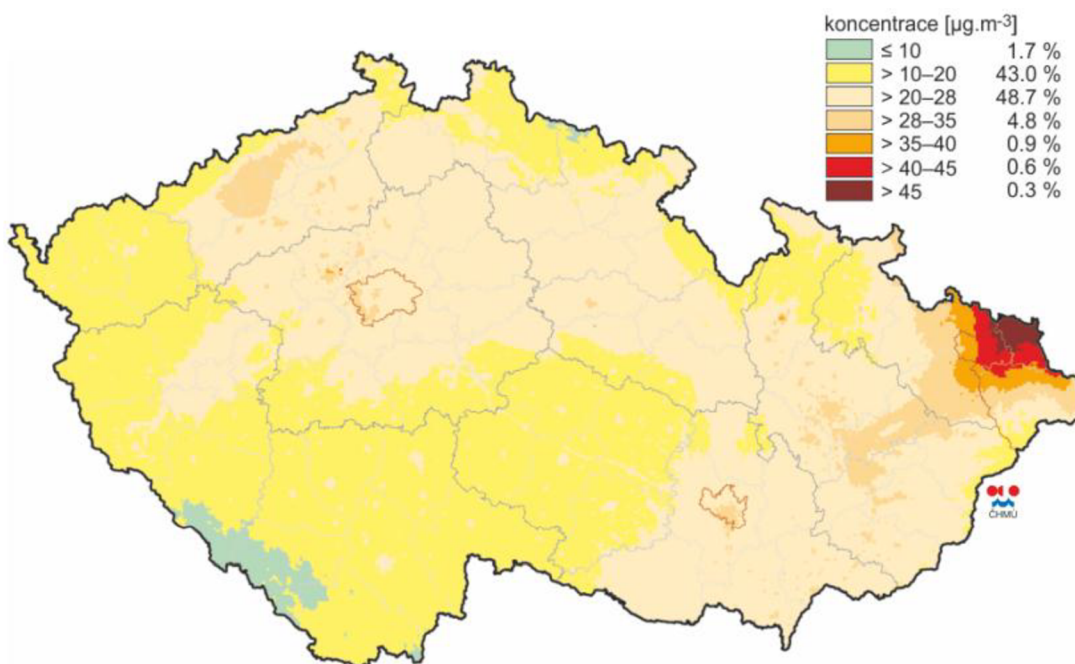 koncentrace [µg.m-3]
≤ 10 1.7 %
> 10–20 43.0 %
> 20–28 48.7 %
> 28–35 4.8 %
> 35–40 0.9 %
> 40–45 0.6 %
> 45 0.3 %
ČHMÚ